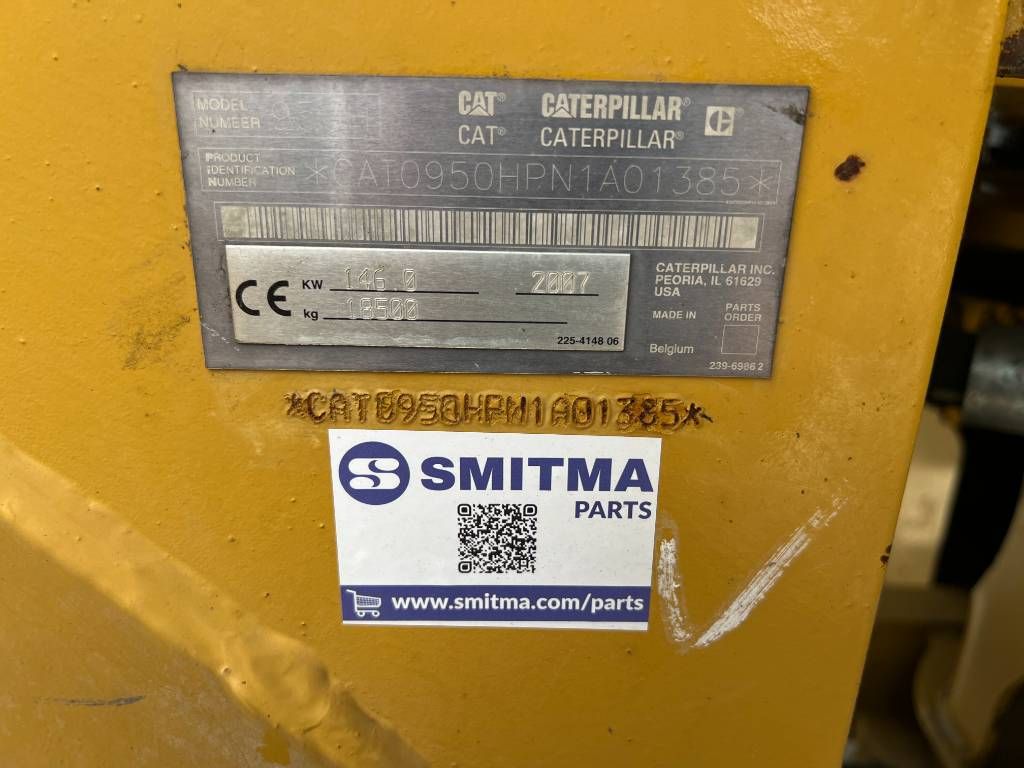 MODEL
NUMBER
CAT® CATERPILLAR®
CAT® CATERPILLAR®
PRODUCT
IDENTIFICATION
NUMBER
*CAT0950HPN1A01385*
CE
KW 146.0 2007
kg 18500
225-4148 06
CATERPILLAR INC.
PEORIA, IL 61629
USA
MADE IN
PARTS
ORDER
Belgium
239-6986 2
*CAT0950HPN1A01385*
S SMITMA
PARTS
www.smitma.com/parts